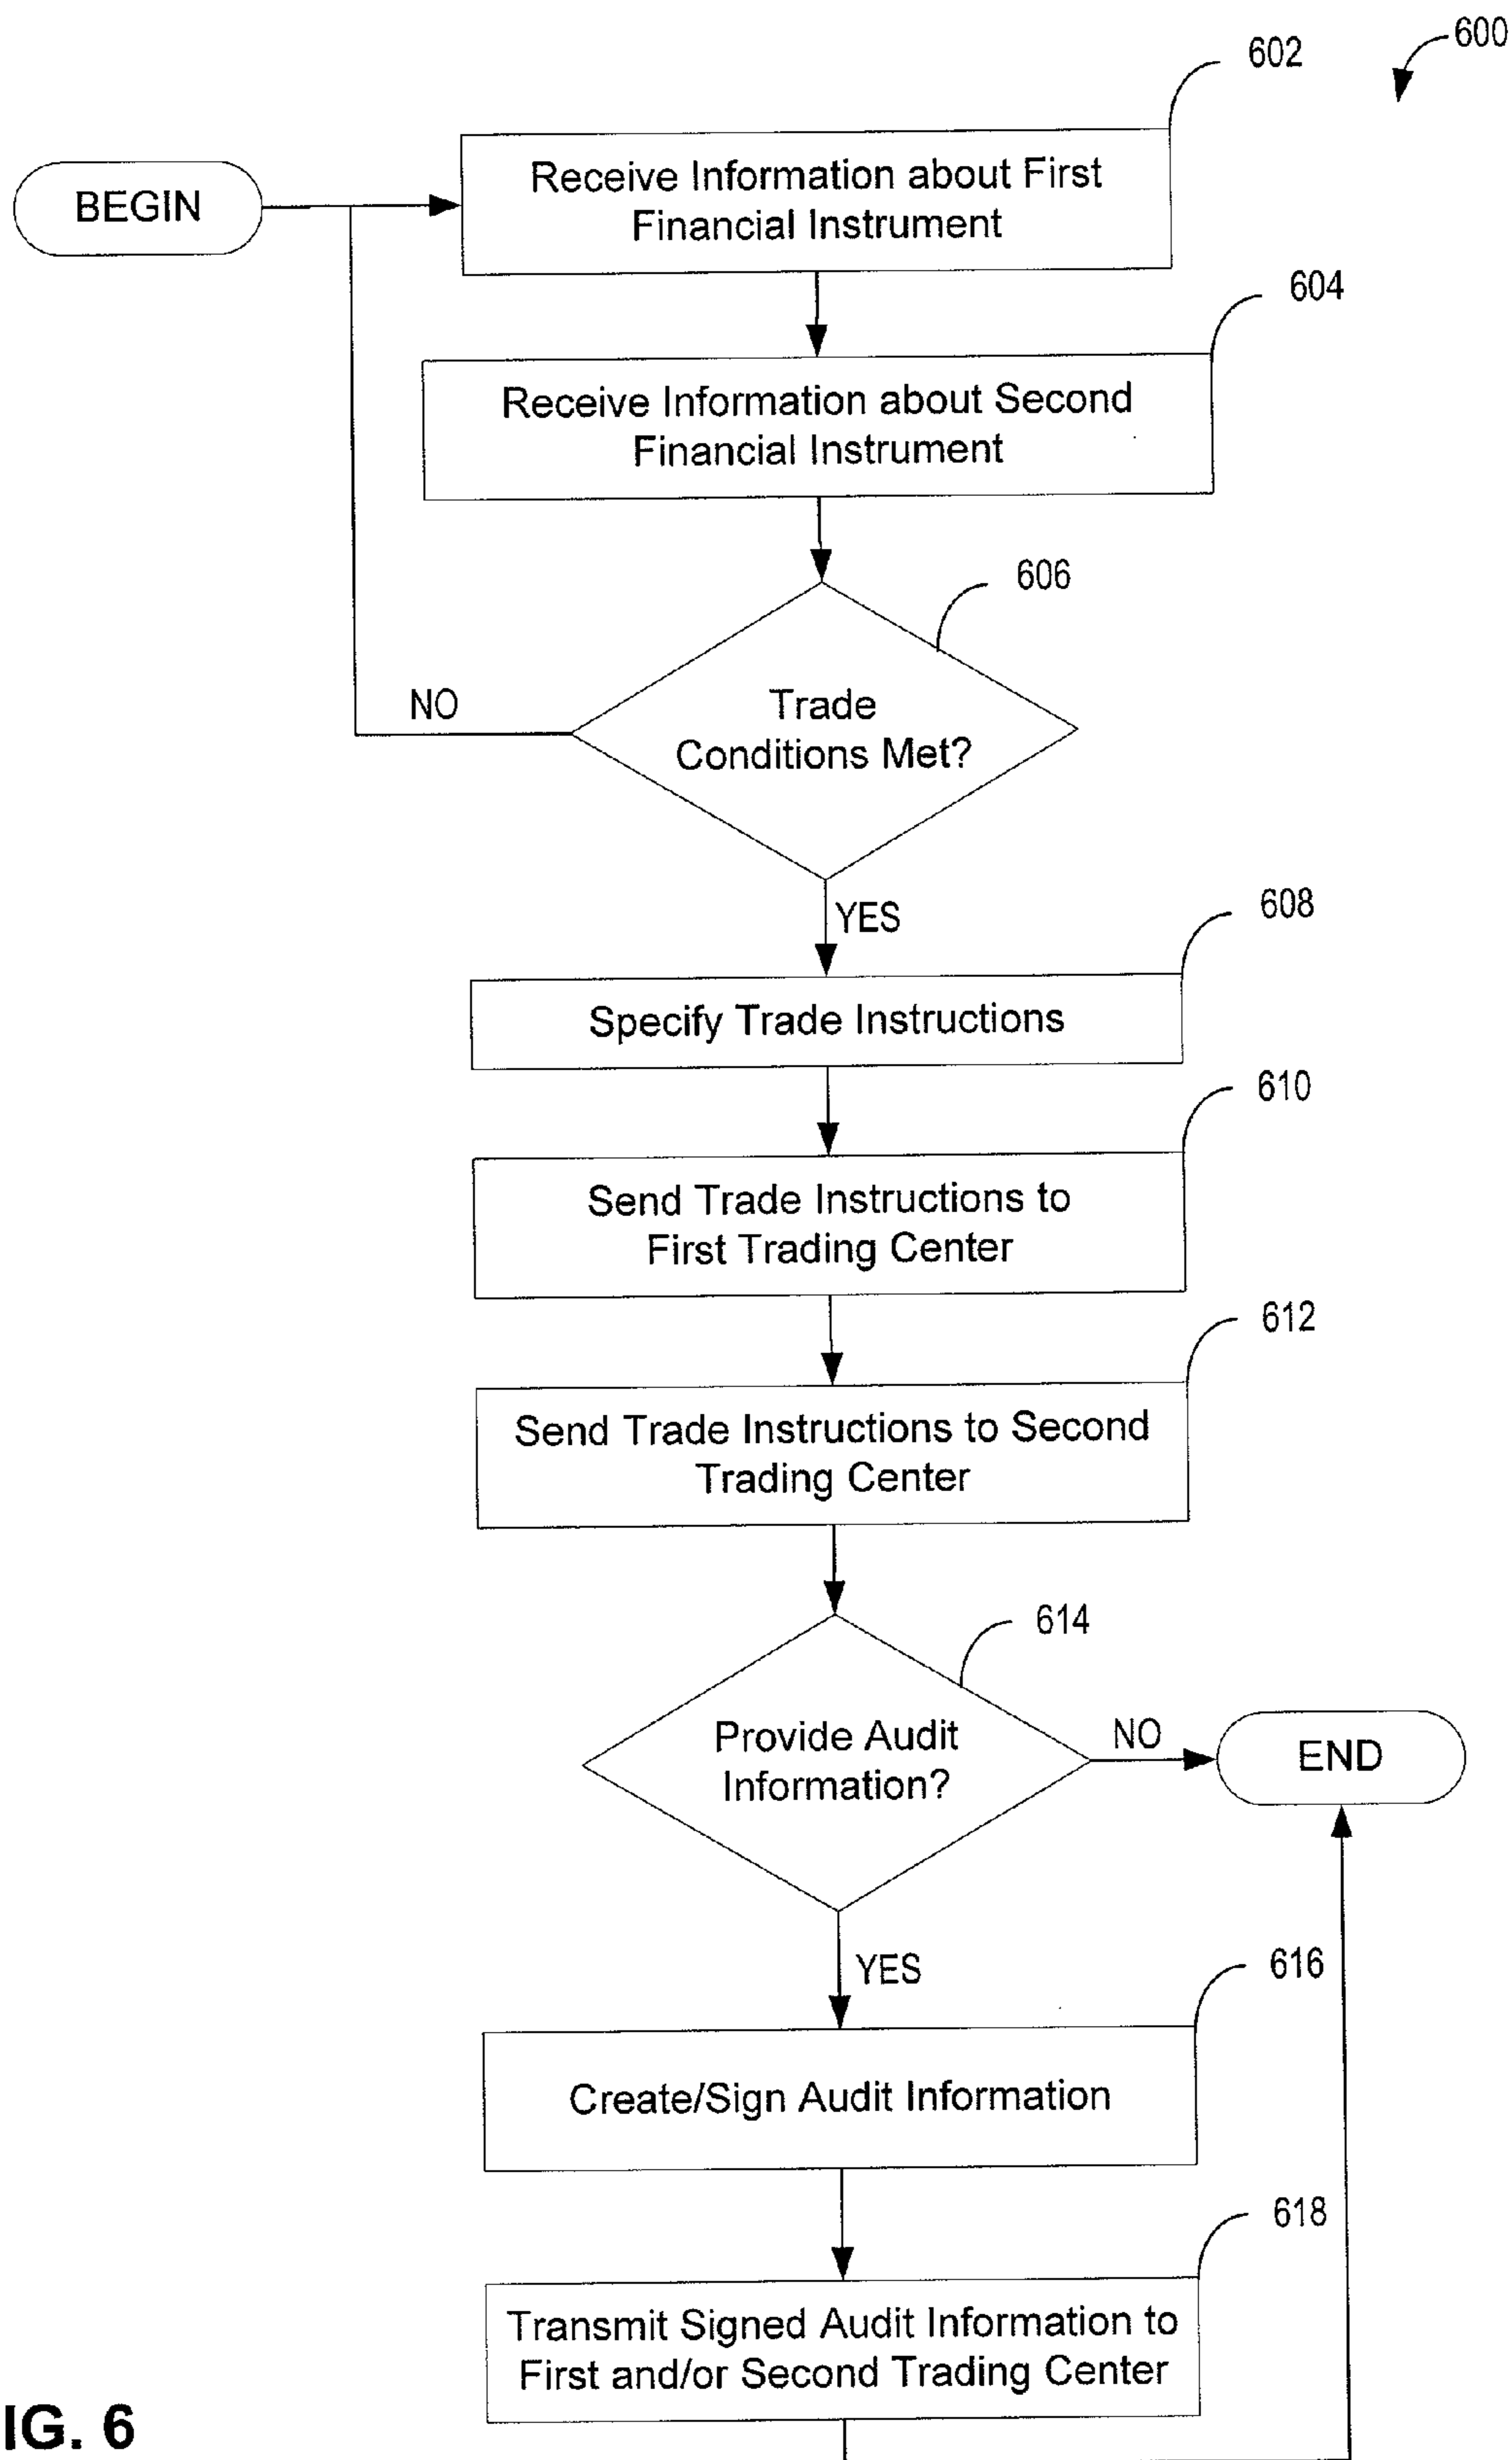 600
602
BEGIN
Receive Information about First
Financial Instrument
604
Receive Information about Second
Financial Instrument
606
Trade
Conditions Met?
NO
YES
608
Specify Trade Instructions
610
Send Trade Instructions to
First Trading Center
612
Send Trade Instructions to Second
Trading Center
614
Provide Audit
Information?
NO
END
YES
616
Create/Sign Audit Information
618
Transmit Signed Audit Information to
First and/or Second Trading Center
IG. 6